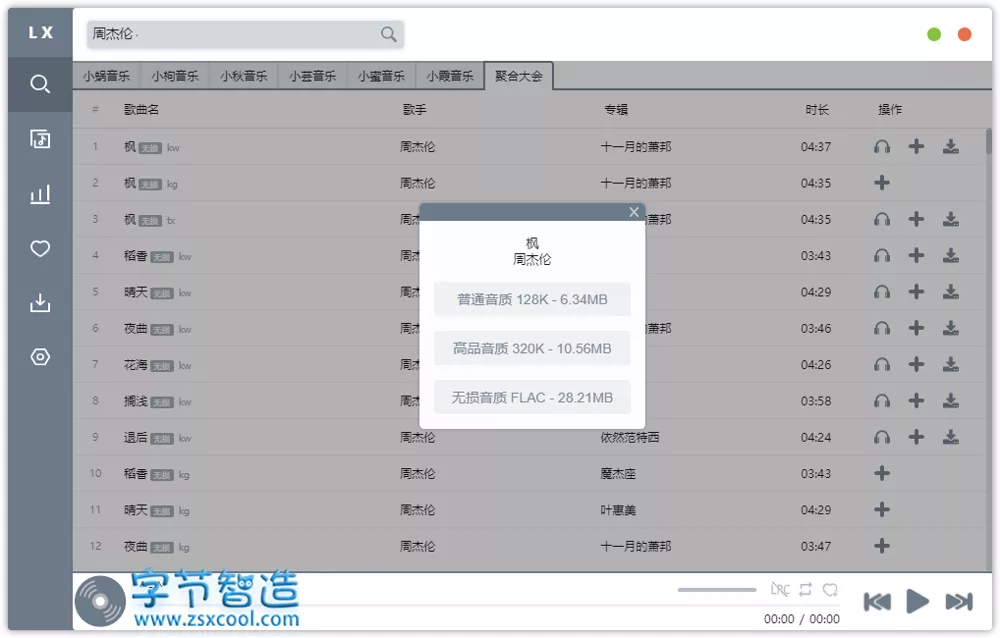 LX
周杰伦
小蜗音乐 小枸音乐 小秋音乐 小芸音乐 小蜜音乐 小霞音乐 聚合大会
# 歌曲名 歌手 专辑 时长 操作
1 枫 无损 kw 周杰伦 十一月的萧邦 04:37
2 枫 无损 kg 周杰伦 十一月的萧邦 04:35
3 枫 无损 tx 周杰 的萧邦 04:35
4 稻香 无损 kw 周杰 03:43
5 晴天 无损 kw 周杰 04:29
6 夜曲 无损 kw 周杰 的萧邦 03:46
7 花海 无损 kw 周杰 04:26
8 搁浅 无损 kw 周杰 03:58
9 退后 无损 kw 周杰伦 依然范特西 04:24
10 稻香 无损 kg 周杰伦 魔杰座 03:43
11 晴天 无损 kg 周杰伦 叶惠美 04:29
12 夜曲 无损 kg 周杰伦 十一月的萧邦 03:47
X
枫
周杰伦
普通音质 128K - 6.34MB
高品音质 320K - 10.56MB
无损音质 FLAC - 28.21MB
字节智造
www.zsxcool.com
LRC
00:00 / 00:00